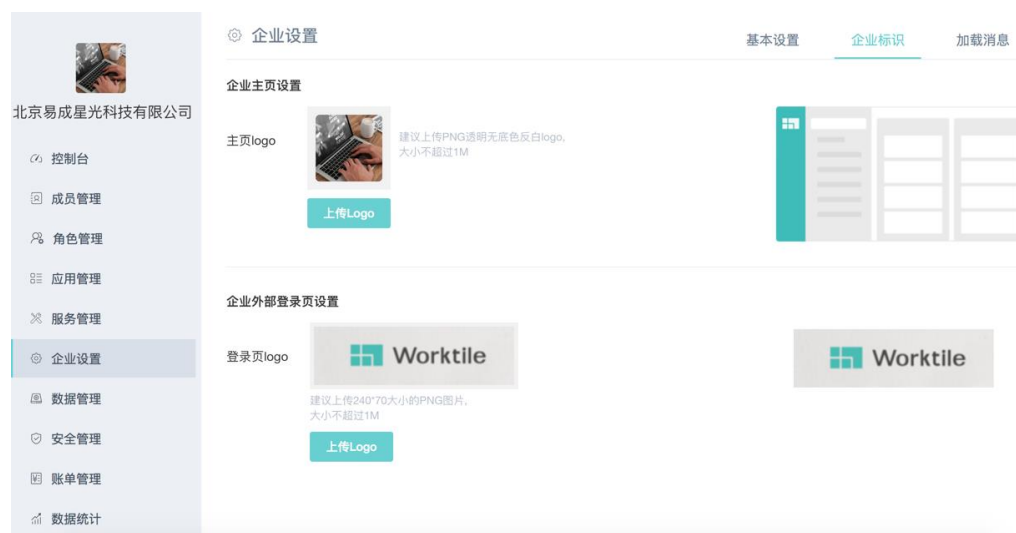 北京易成星光科技有限公司
控制台
成员管理
角色管理
应用管理
服务管理
企业设置
数据管理
安全管理
账单管理
数据统计
企业设置
基本设置 企业标识 加载消息
企业主页设置
主页logo
建议上传PNG透明无底色反白logo,
大小不超过1M
上传Logo
企业外部登录页设置
登录页logo
Worktile
Worktile
建议上传240*70大小的PNG图片,
大小不超过1M
上传Logo